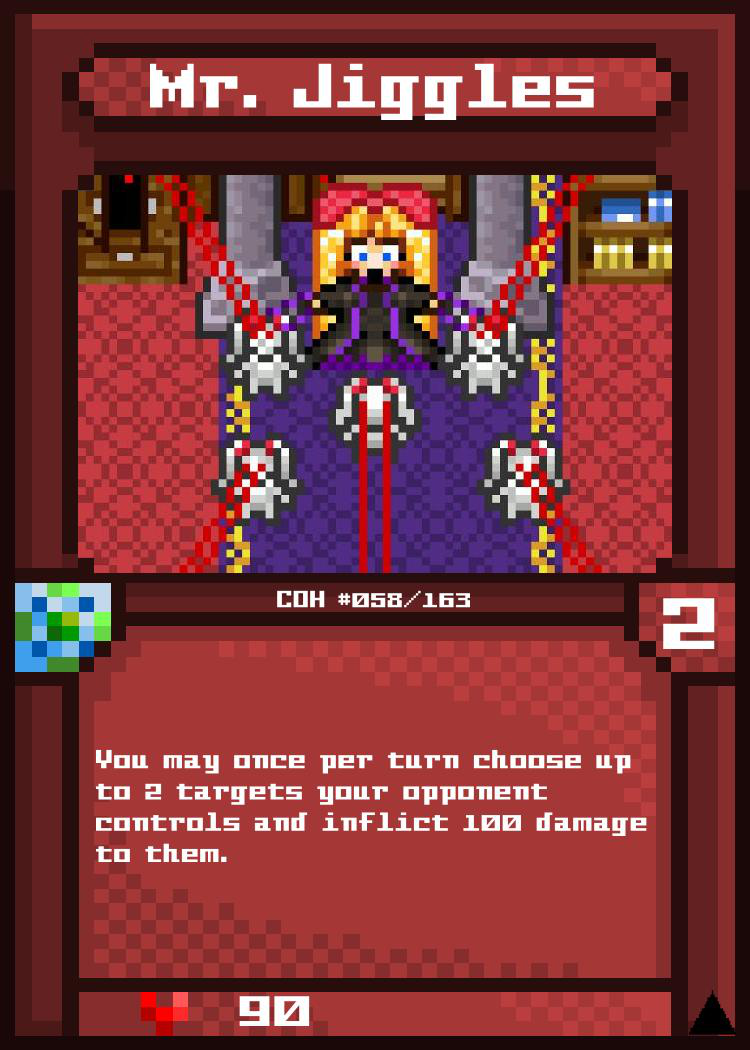 Mr. Jiggles
COH #058/163
2
You may once per turn choose up
to 2 targets your opponent
controls and inflict 100 damage
to them.
90